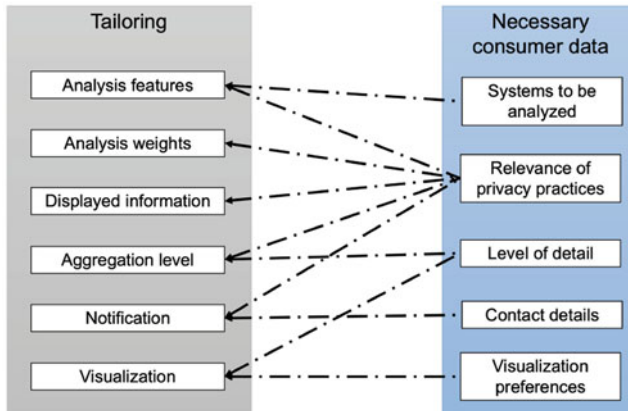 Tailoring
Analysis features
Analysis weights
Displayed information
Aggregation level
Notification
Visualization
Necessary
consumer data
Systems to be
analyzed
Relevance of
privacy practices
Level of detail
Contact details
Visualization
preferences